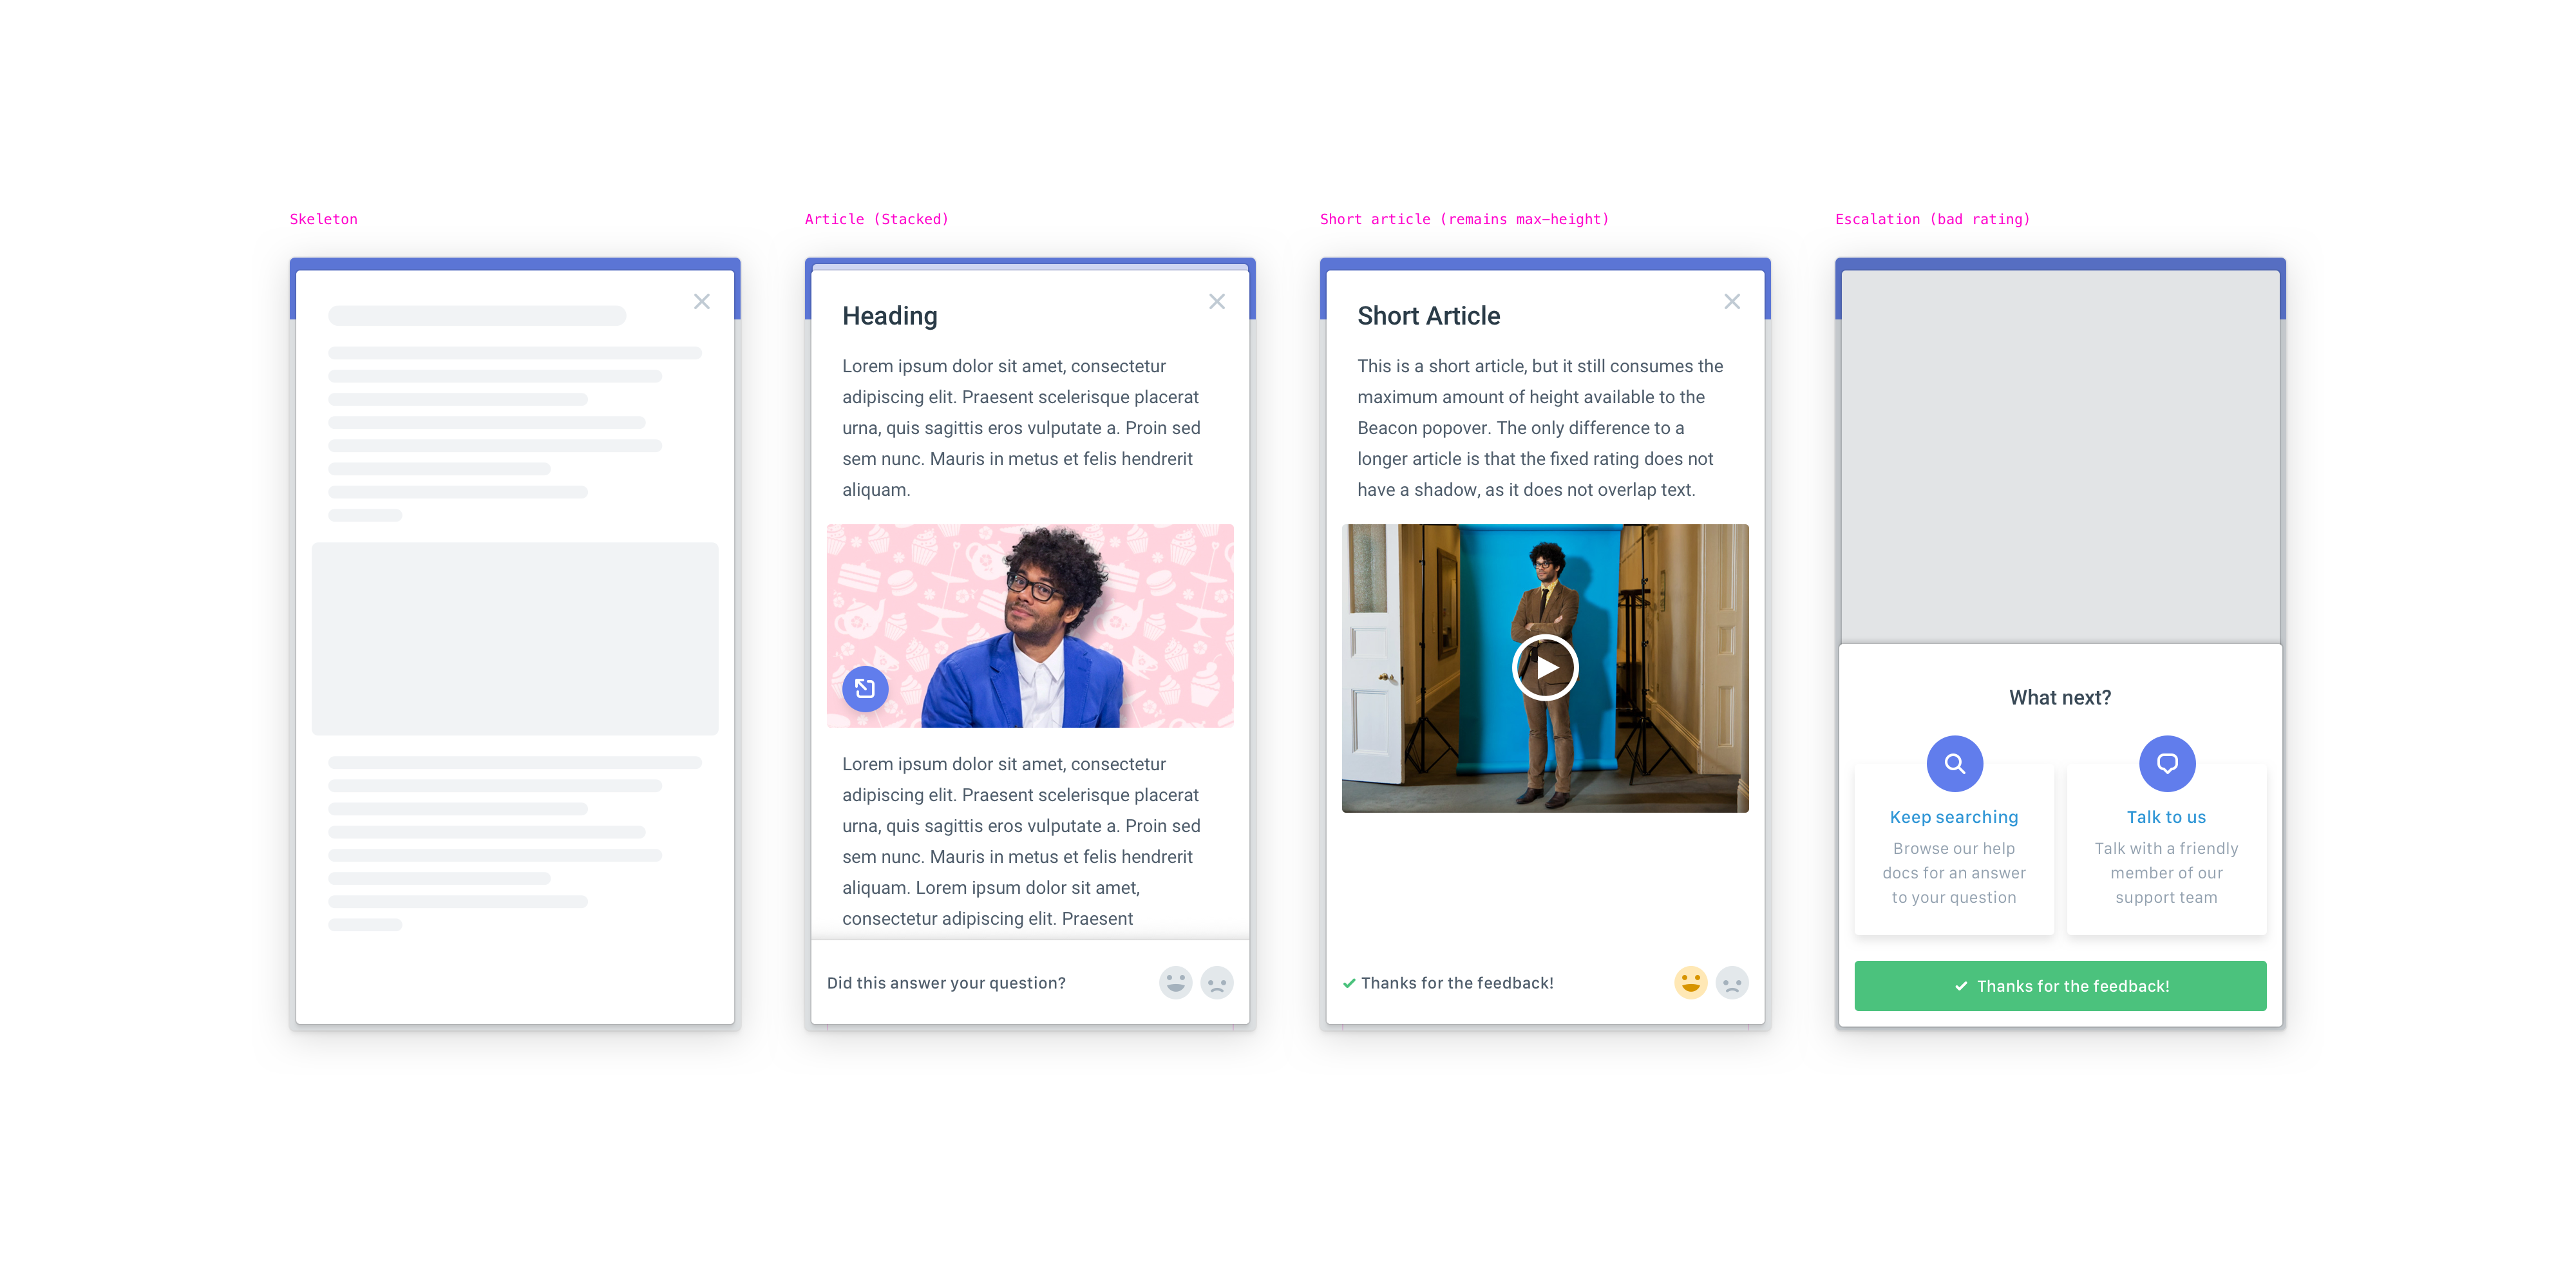 Skeleton
Article (Stacked)
Heading
Lorem ipsum dolor sit amet, consectetur
adipiscing elit. Praesent scelerisque placerat
urna, quis sagittis eros vulputate a. Proin sed
sem nunc. Mauris in metus et felis hendrerit
aliquam.
Lorem ipsum dolor sit amet, consectetur
adipiscing elit. Praesent scelerisque placerat
urna, quis sagittis eros vulputate a. Proin sed
sem nunc. Mauris in metus et felis hendrerit
aliquam. Lorem ipsum dolor sit amet,
consectetur adipiscing elit. Praesent
Did this answer your question?
Short article (remains max-height)
Short Article
This is a short article, but it still consumes the
maximum amount of height available to the
Beacon popover. The only difference to a
longer article is that the fixed rating does not
have a shadow, as it does not overlap text.
Thanks for the feedback!
Escalation (bad rating)
What next?
Keep searching
Browse our help
docs for an answer
to your question
Talk to us
Talk with a friendly
member of our
support team
Thanks for the feedback!